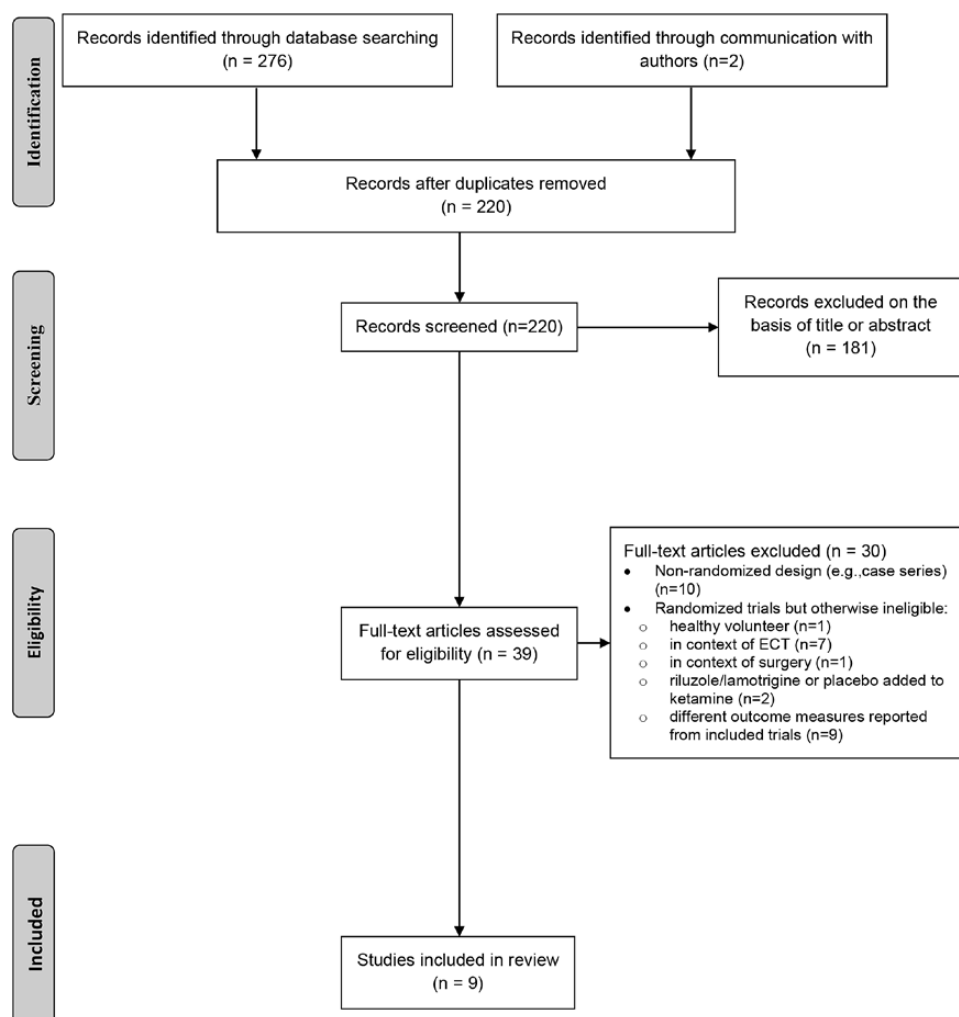 Identification
Records identified through database searching
(n = 276)
Records identified through communication with
authors (n=2)
Records after duplicates removed
(n = 220)
Screening
Records screened (n=220)
Records excluded on the
basis of title or abstract
(n = 181)
Eligibility
Full-text articles assessed
for eligibility (n = 39)
Full-text articles excluded (n = 30)
• Non-randomized design (e.g.,case series)
(n=10)
• Randomized trials but otherwise ineligible:
o healthy volunteer (n=1)
o in context of ECT (n=7)
o in context of surgery (n=1)
o riluzole/lamotrigine or placebo added to
ketamine (n=2)
o different outcome measures reported
from included trials (n=9)
Included
Studies included in review
(n = 9)